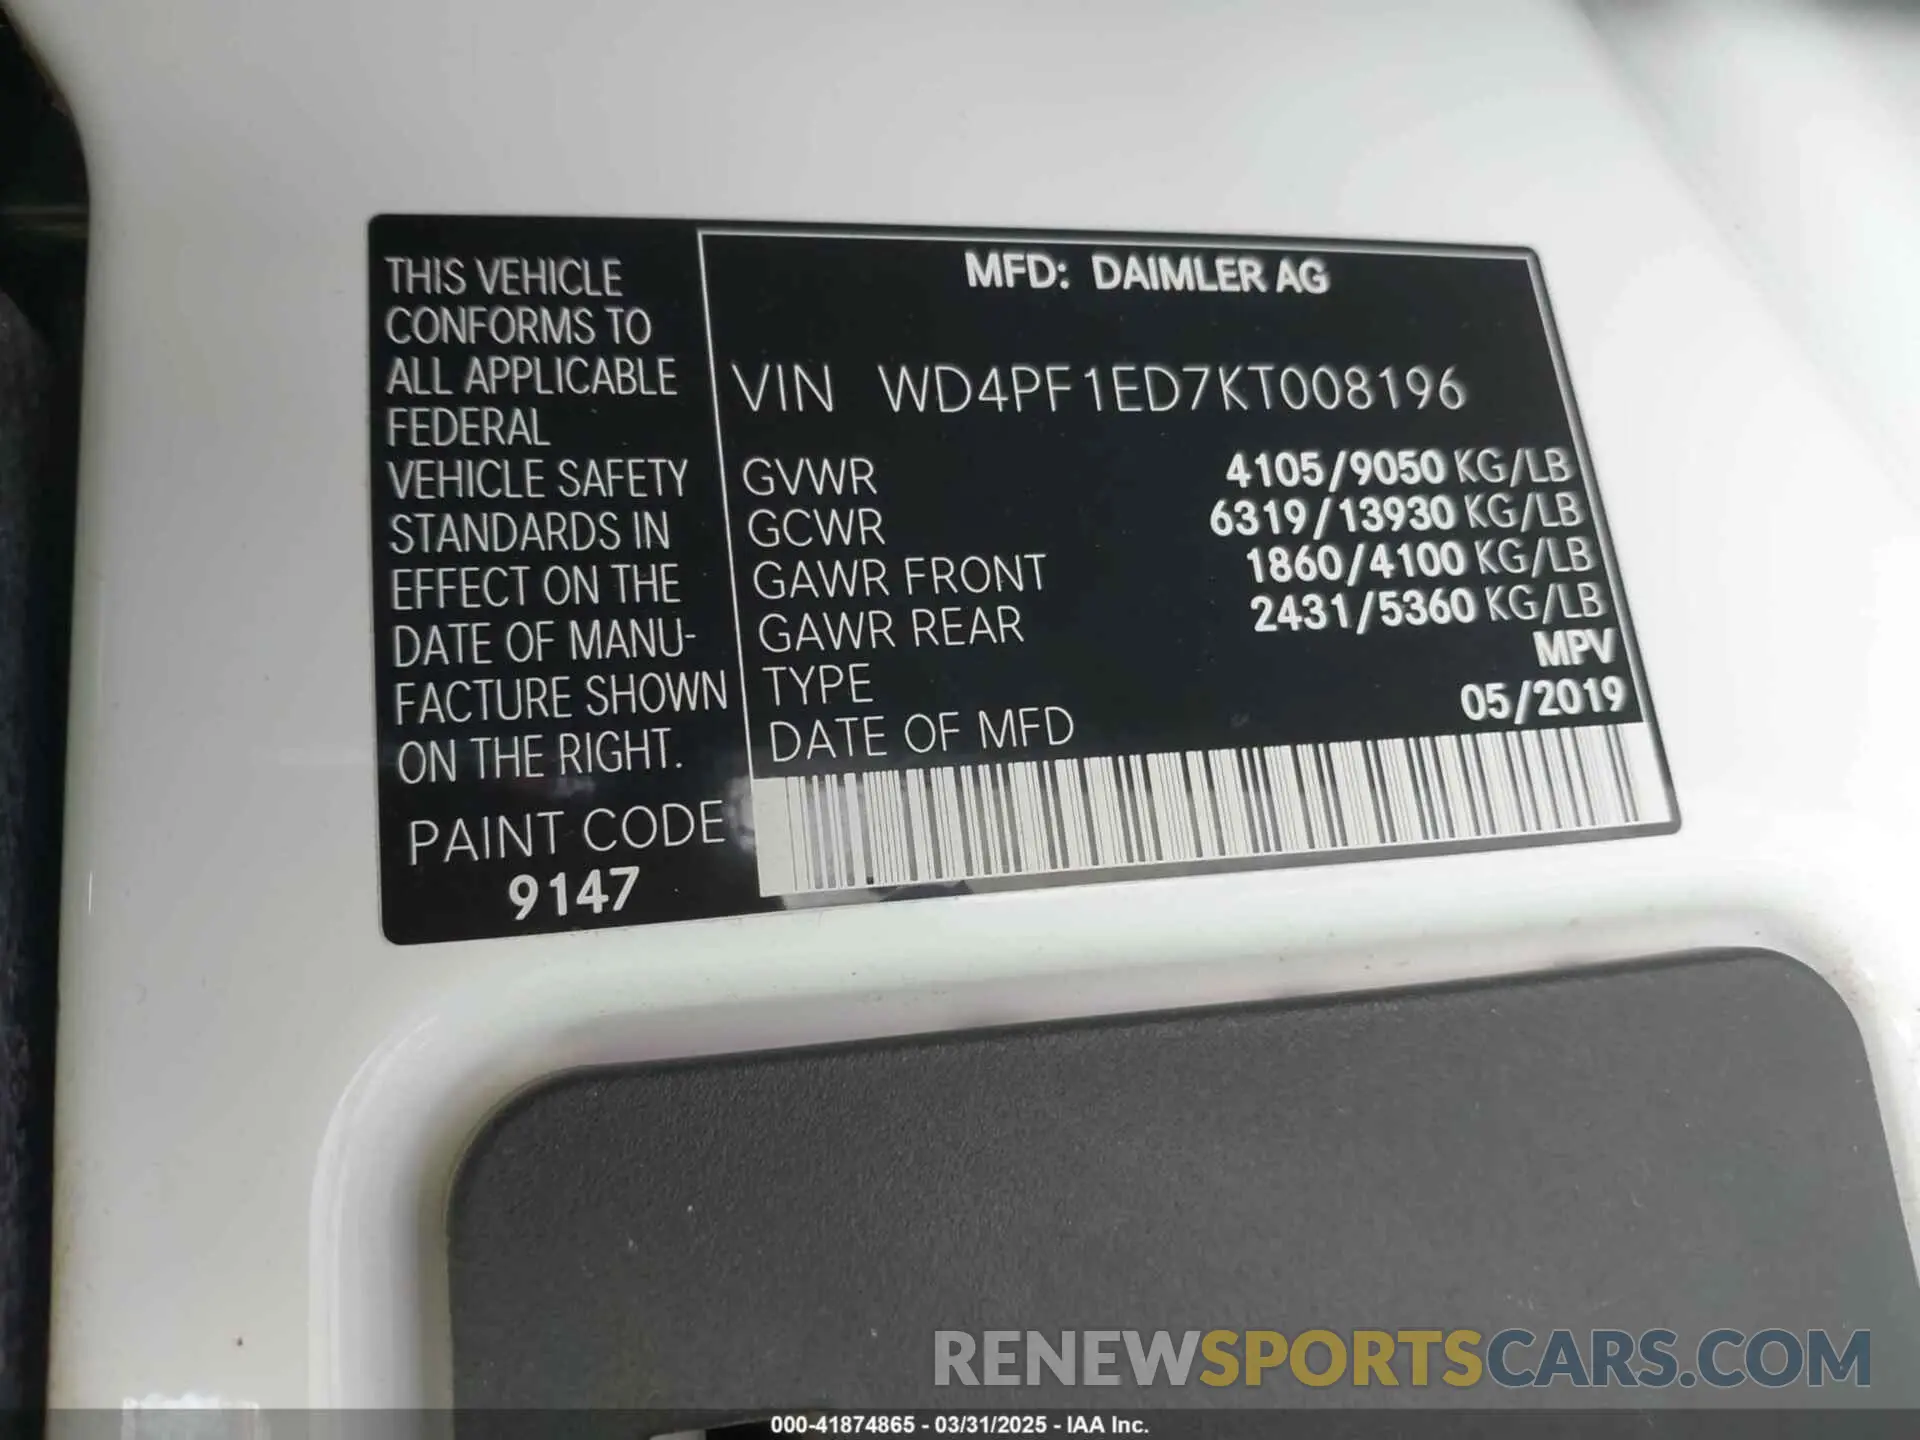 THIS VEHICLE
CONFORMS TO
ALL APPLICABLE
FEDERAL
VEHICLE SAFETY
STANDARDS IN
EFFECT ON THE
DATE OF MANU-
FACTURE SHOWN
ON THE RIGHT.
PAINT CODE
9147
MFD: DAIMLER AG
VIN WD4PF1ED7KT008196
GVWR 4105/9050 KG/LB
GCWR 6319/13930 KG/LB
GAWR FRONT 1860/4100 KG/LB
GAWR REAR 2431/5360 KG/LB
TYPE MPV
DATE OF MFD 05/2019
RENEWSPORTSCARS.COM
000-41874865 - 03/31/2025 - IAA Inc.